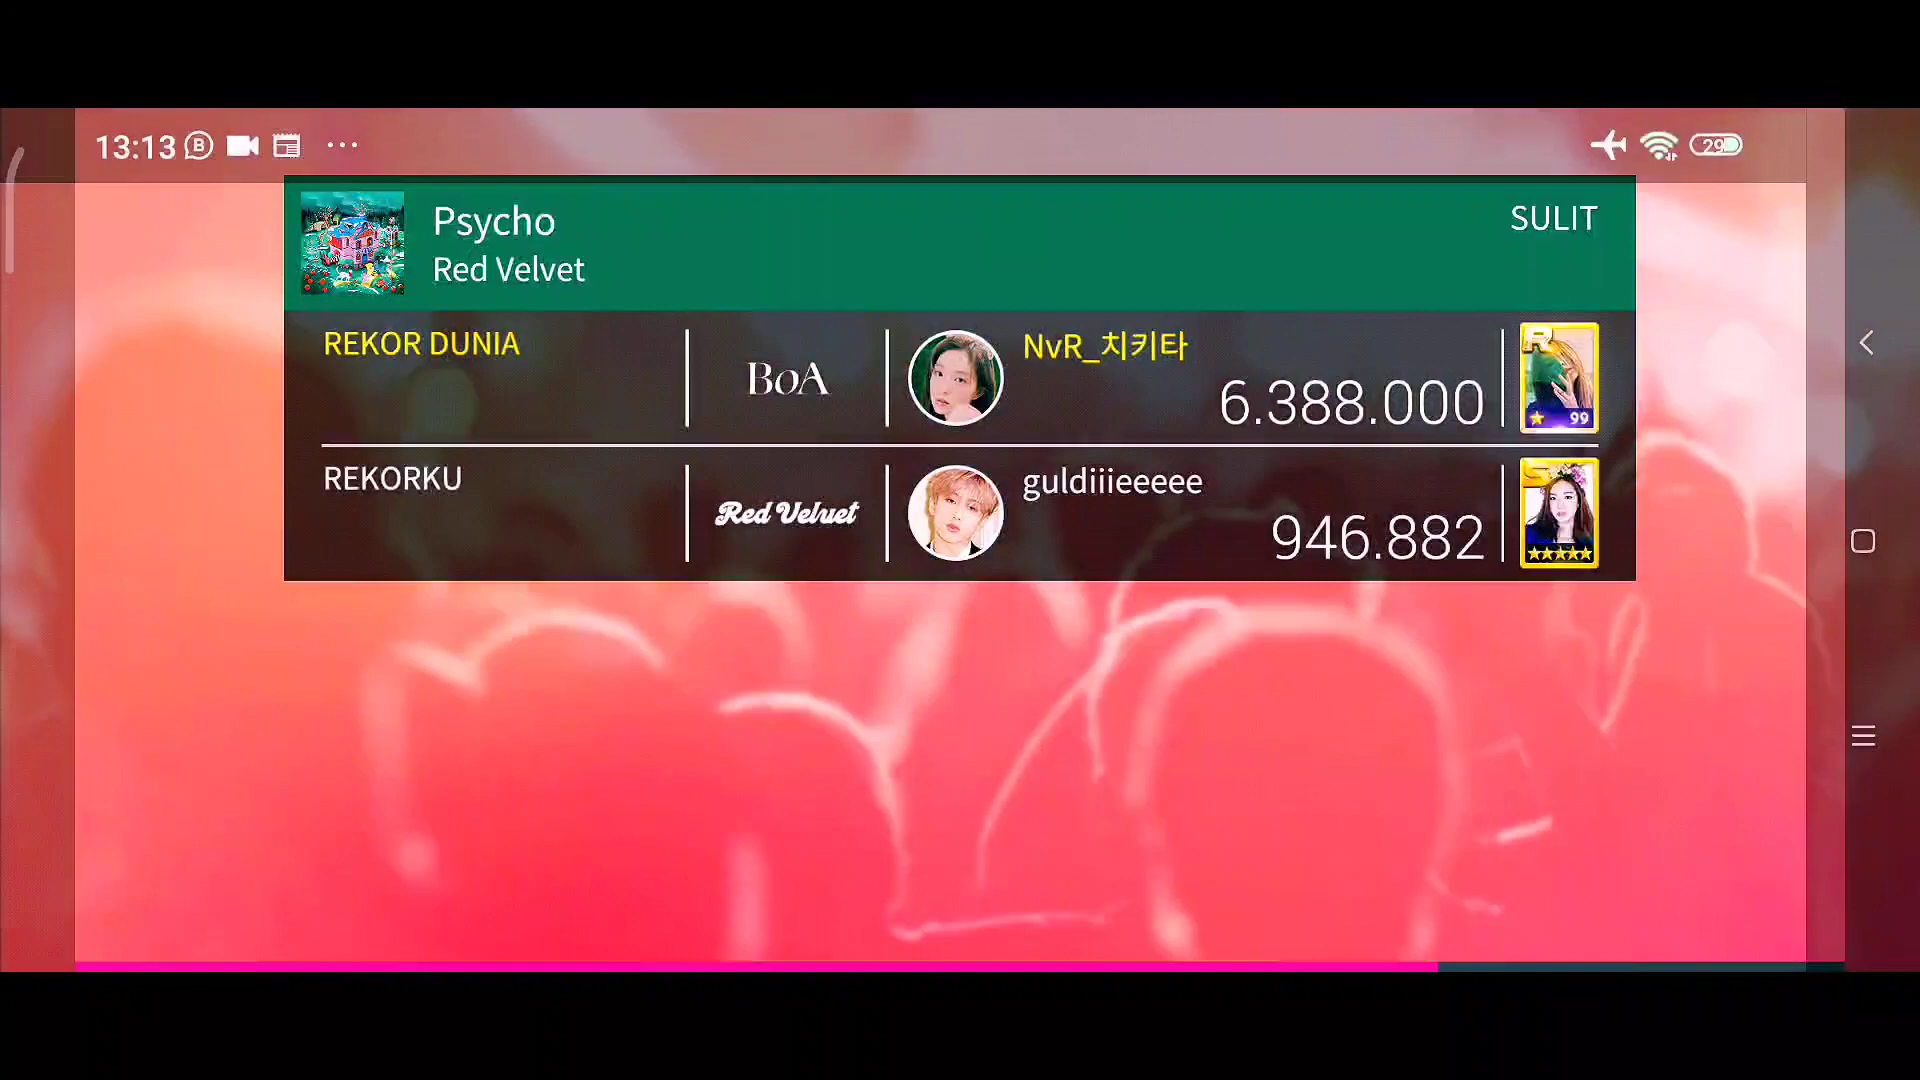 13:13
29
Psycho
SULIT
Red Velvet
REKOR DUNIA
BoA
NvR_치키타
6.388.000
R
99
REKORKU
Red Velvet
guldiiieeeee
946.882
S